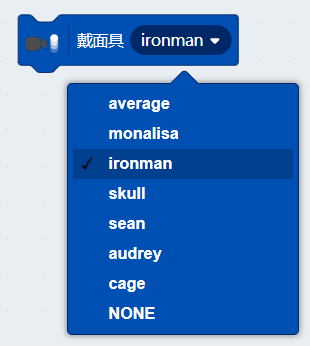 戴面具 ironman
average
monalisa
ironman
skull
sean
audrey
cage
NONE